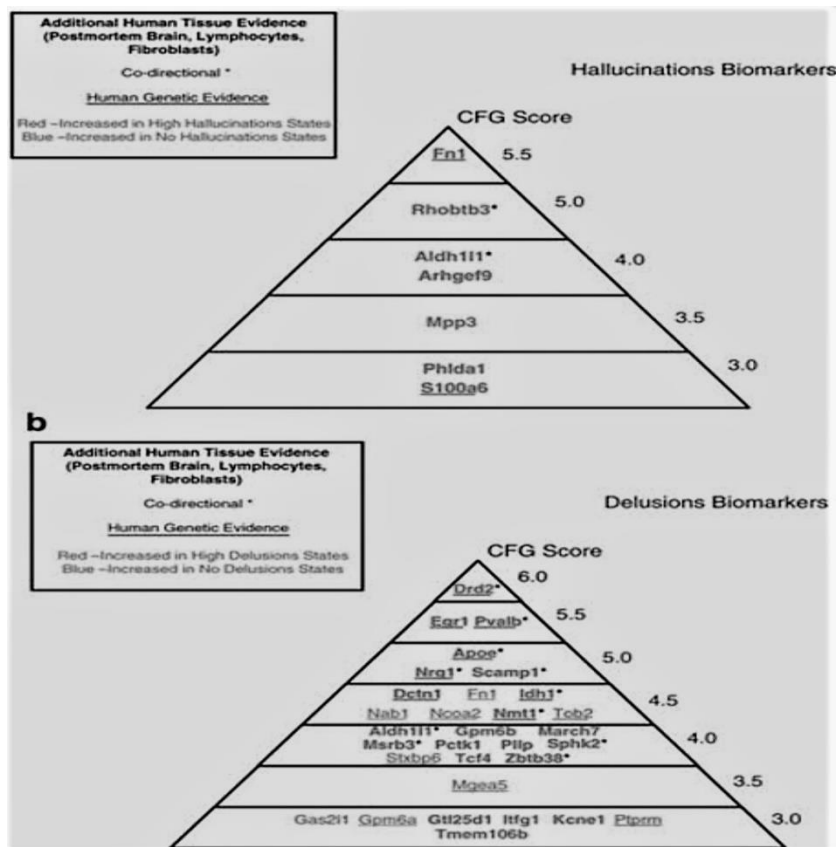 Additional Human Tissue Evidence
(Postmortem Brain, Lymphocytes,
Fibroblasts)
Co-directional *
Human Genetic Evidence
Red –Increased in High Hallucinations States
Blue –Increased in No Hallucinations States
Hallucinations Biomarkers
CFG Score
Fn1 5.5
Rhobtb3* 5.0
Aldh1l1* 4.0
Arhgef9
Mpp3 3.5
Phlda1 3.0
S100a6
b
Additional Human Tissue Evidence
(Postmortem Brain, Lymphocytes,
Fibroblasts)
Co-directional *
Human Genetic Evidence
Red –Increased in High Delusions States
Blue –Increased in No Delusions States
Delusions Biomarkers
CFG Score
Drd2* 6.0
Egr1 Pvalb* 5.5
Apoe* 5.0
Nrg1* Scamp1*
Dctn1 Fn1 Idh1* 4.5
Nab1 Ncoa2 Nmt1* Tob2
Aldh1l1* Gpm6b March7 4.0
Msrb3* Pctk1 Pllp Sphk2*
Stxbp6 Tcf4 Zbtb38*
Mgea5 3.5
Gas2l1 Gpm6a Gtl25d1 Itfg1 Kcne1 Ptprm 3.0
Tmem106b